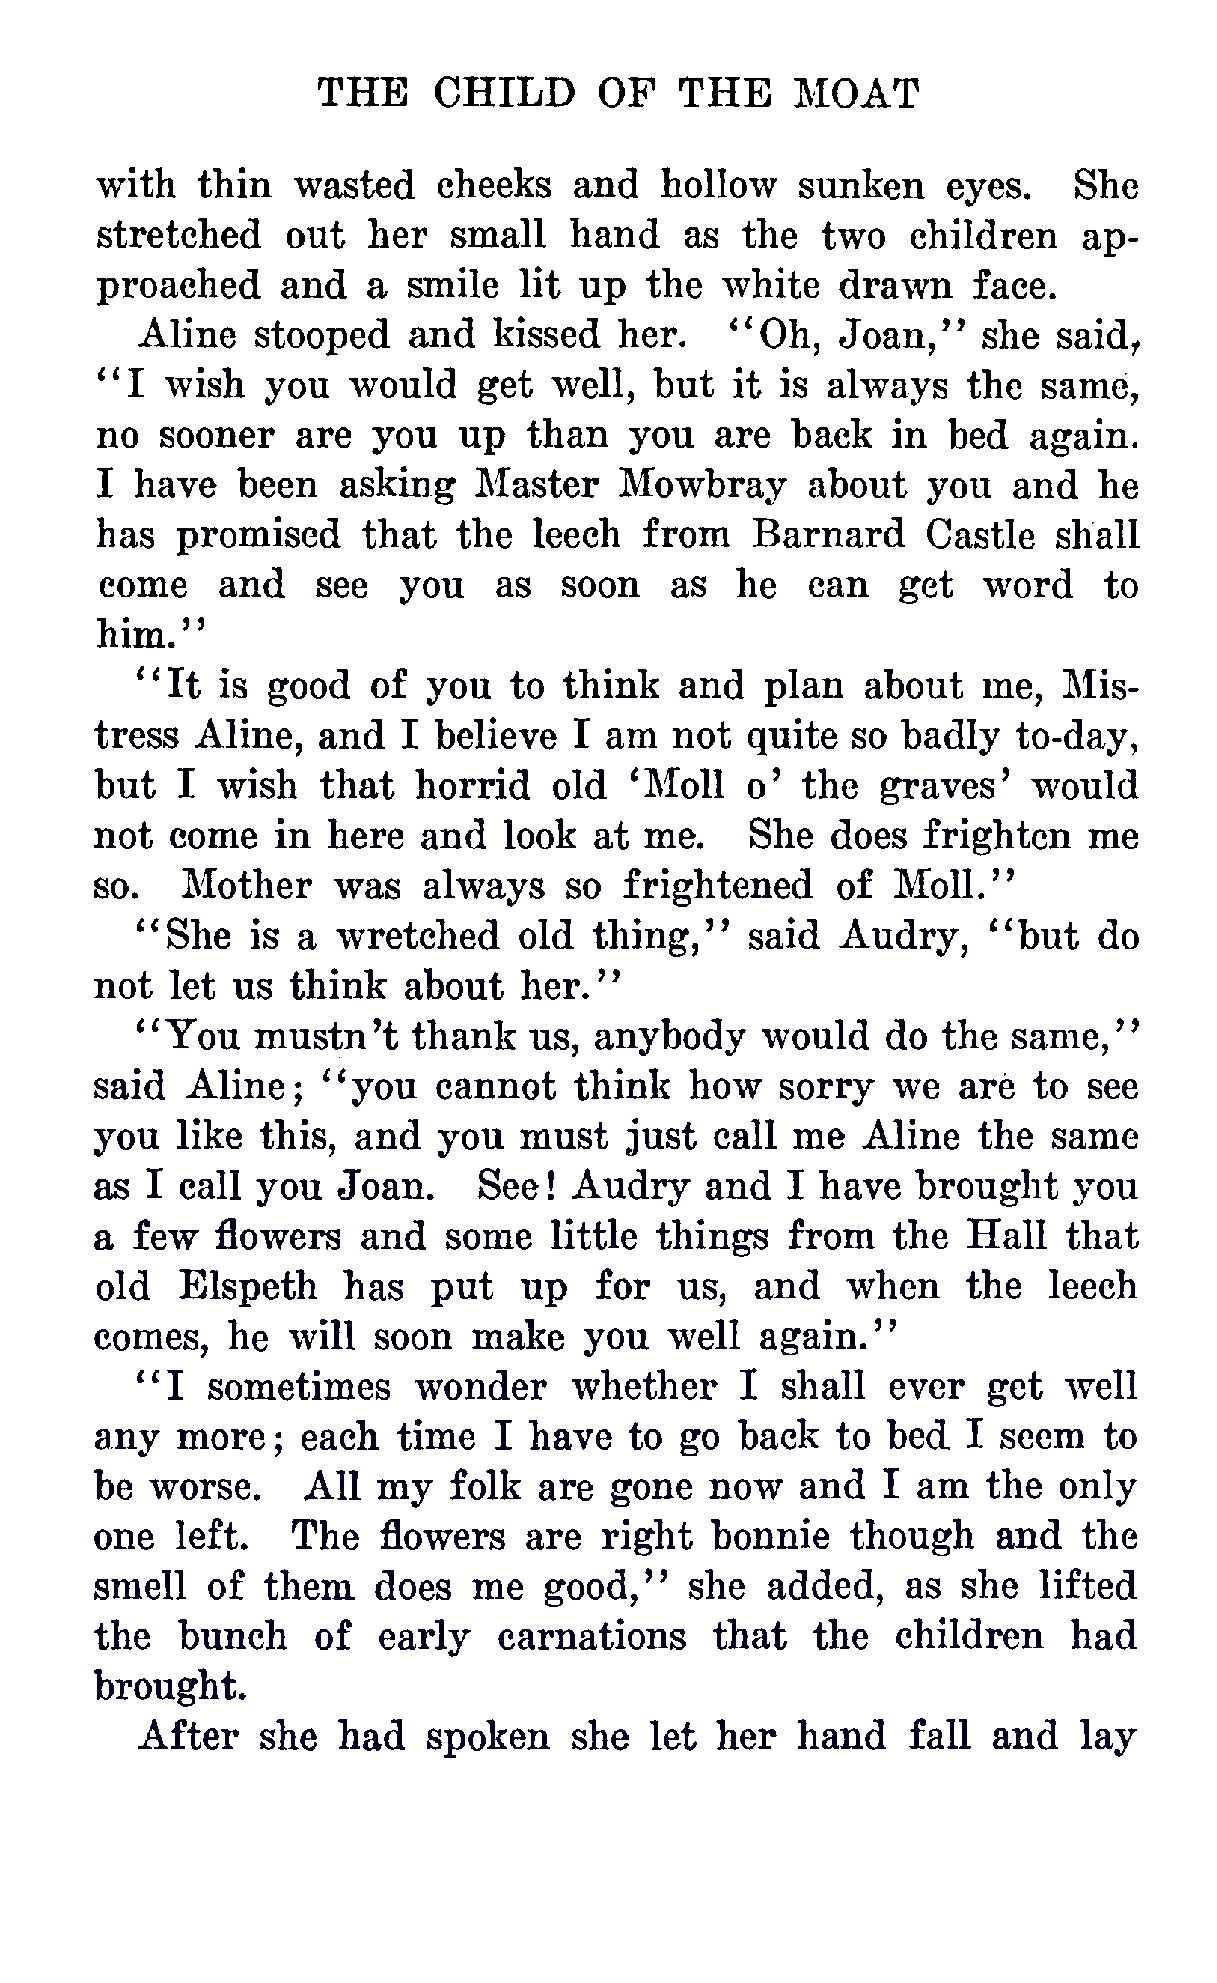 THE CHILD OF THE MOAT
with thin wasted cheeks and hollow sunken eyes. She
stretched out her small hand as the two children ap-
proached and a smile lit up the white drawn face.
Aline stooped and kissed her. "Oh, Joan," she said,
"I wish you would get well, but it is always the same,
no sooner are you up than you are back in bed again.
I have been asking Master Mowbray about you and he
has promised that the leech from Barnard Castle shall
come and see you as soon as he can get word to
him."
"It is good of you to think and plan about me, Mis-
tress Aline, and I believe I am not quite so badly to-day,
but I wish that horrid old 'Moll o' the graves' would
not come in here and look at me. She does frighten me
so. Mother was always so frightened of Moll."
"She is a wretched old thing," said Audry, "but do
not let us think about her."
"You mustn't thank us, anybody would do the same,"
said Aline; "you cannot think how sorry we are to see
you like this, and you must just call me Aline the same
as I call you Joan. See! Audry and I have brought you
a few flowers and some little things from the Hall that
old Elspeth has put up for us, and when the leech
comes, he will soon make you well again."
"I sometimes wonder whether I shall ever get well
any more; each time I have to go back to bed I seem to
be worse. All my folk are gone now and I am the only
one left. The flowers are right bonnie though and the
smell of them does me good," she added, as she lifted
the bunch of early carnations that the children had
brought.
After she had spoken she let her hand fall and lay